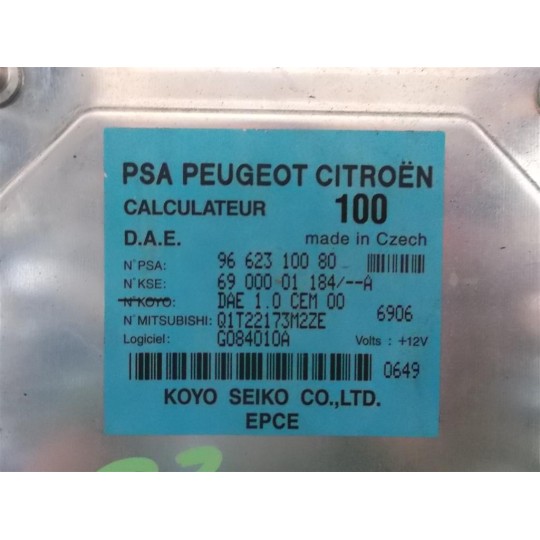 PSA PEUGEOT CITROËN
CALCULATEUR 100
D.A.E. made in Czech
N°PSA: 96 623 100 80
N°KSE: 69 000 01 184/--A
N°KOYO: DAE 1.0 CEM 00
N°MITSUBISHI: Q1T22173M2ZE 6906
Logiciel: G084010A Volts : +12V
0649
KOYO SEIKO CO.,LTD.
EPCE